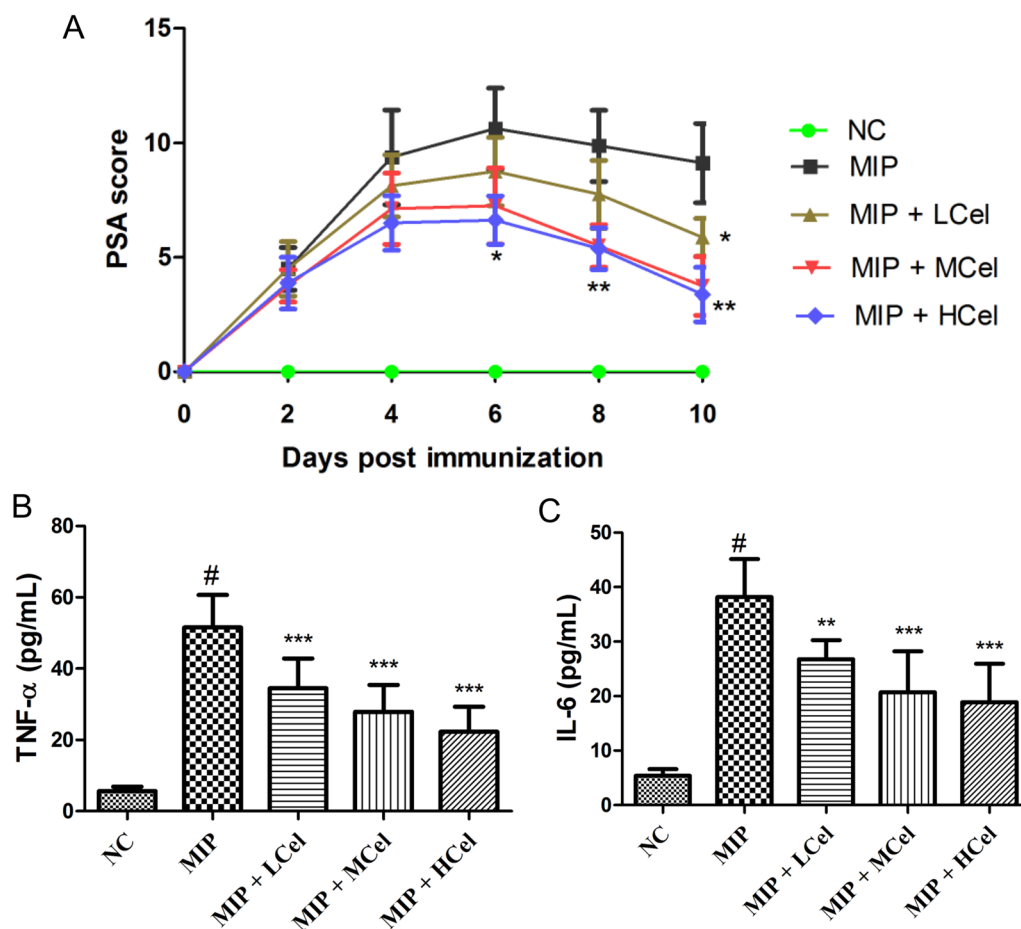 A
PSA score
15
10
5
0
0 2 4 6 8 10
Days post immunization
*
**
*
**
NC
MIP
MIP + LCel
MIP + MCel
MIP + HCel
B
TNF-α (pg/mL)
80
60
40
20
0
#
***
***
***
NC
MIP
MIP + LCel
MIP + MCel
MIP + HCel
C
IL-6 (pg/mL)
50
40
30
20
10
0
#
**
***
***
NC
MIP
MIP + LCel
MIP + MCel
MIP + HCel